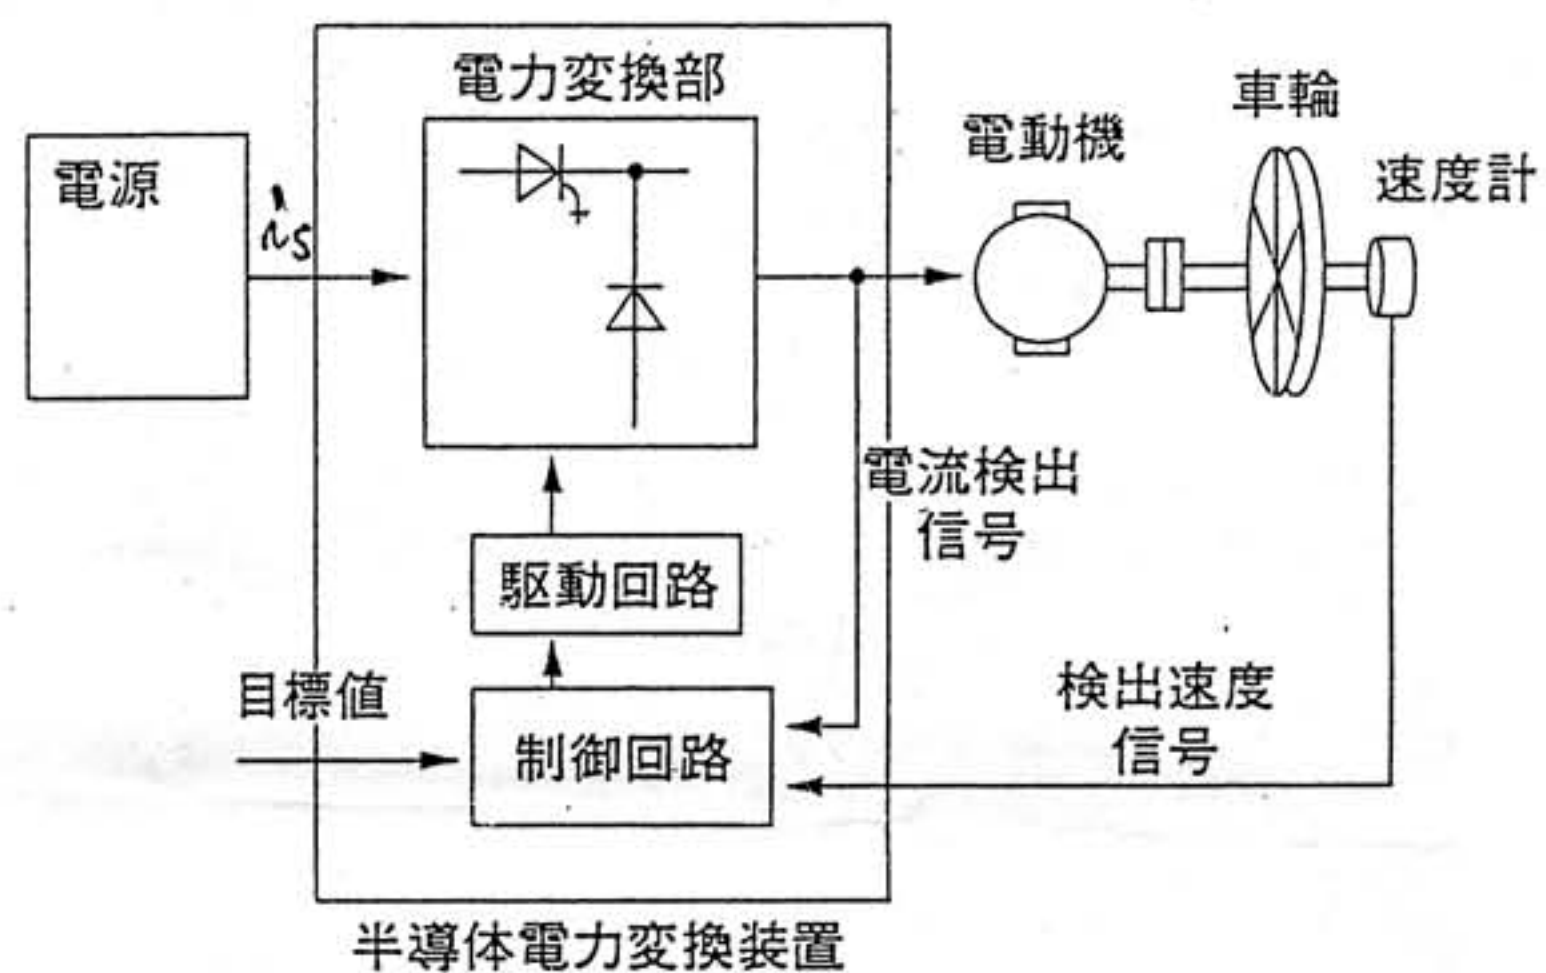 電力変換部
車輪
電動機
速度計
電源
is
電流検出
信号
駆動回路
目標値
検出速度
信号
制御回路
半導体電力変換装置